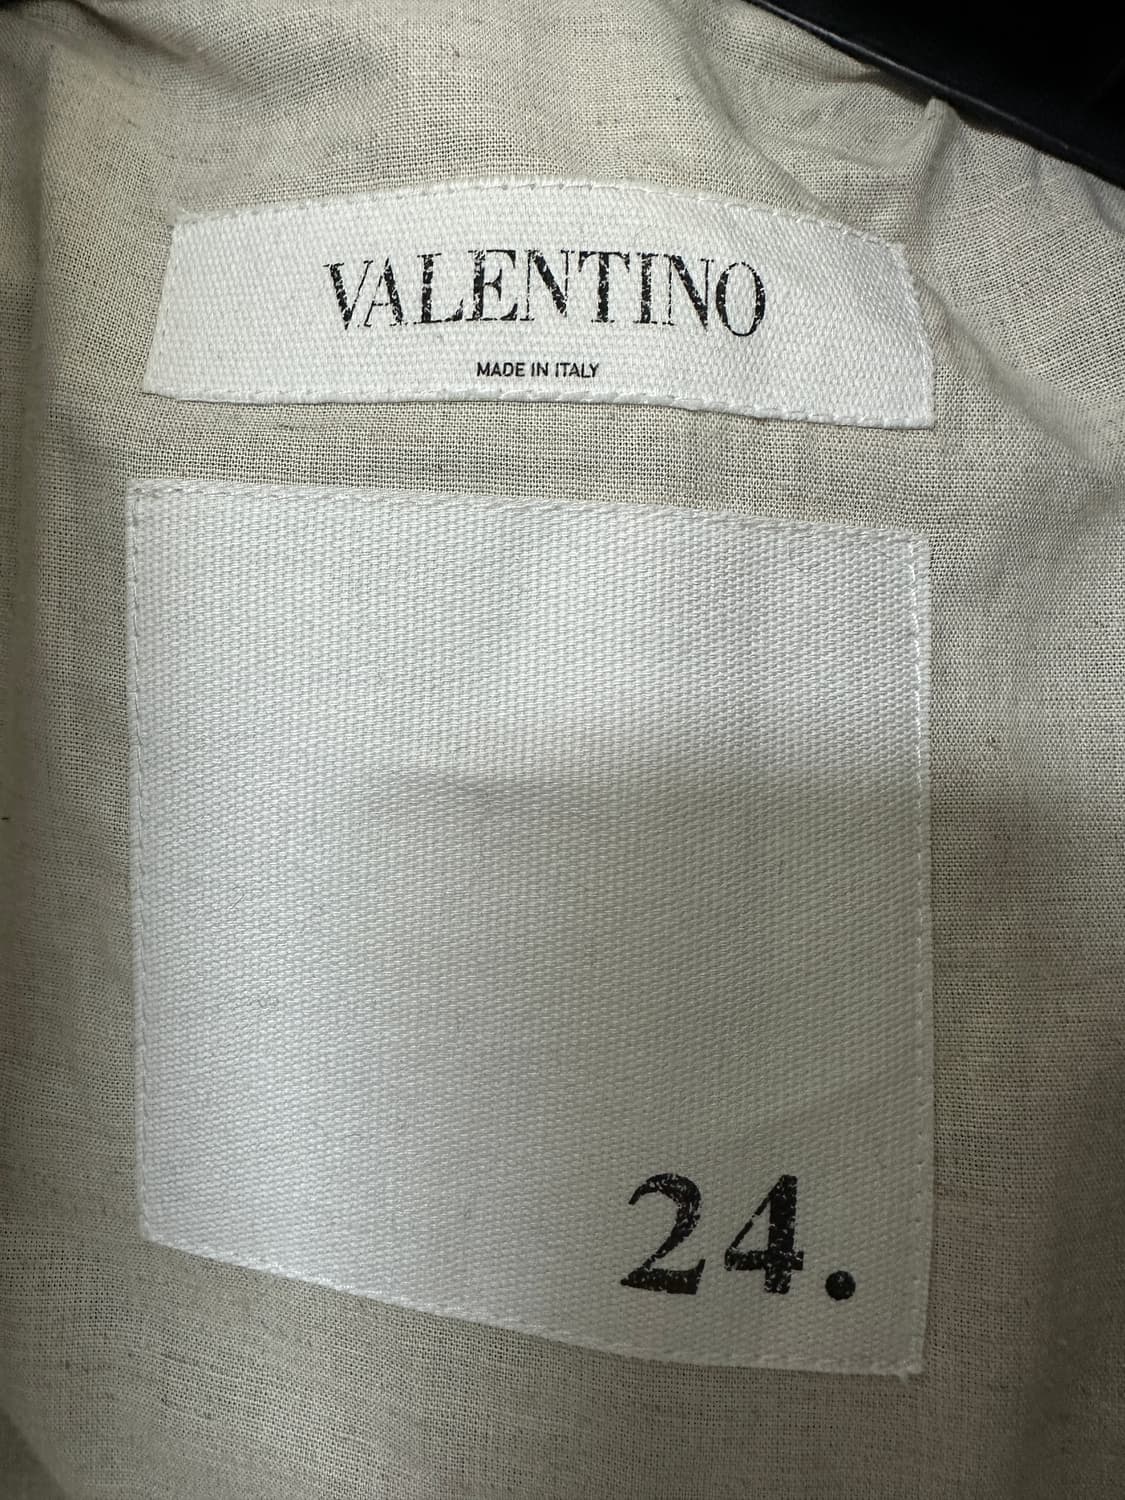 VALENTINO
MADE IN ITALY
24.